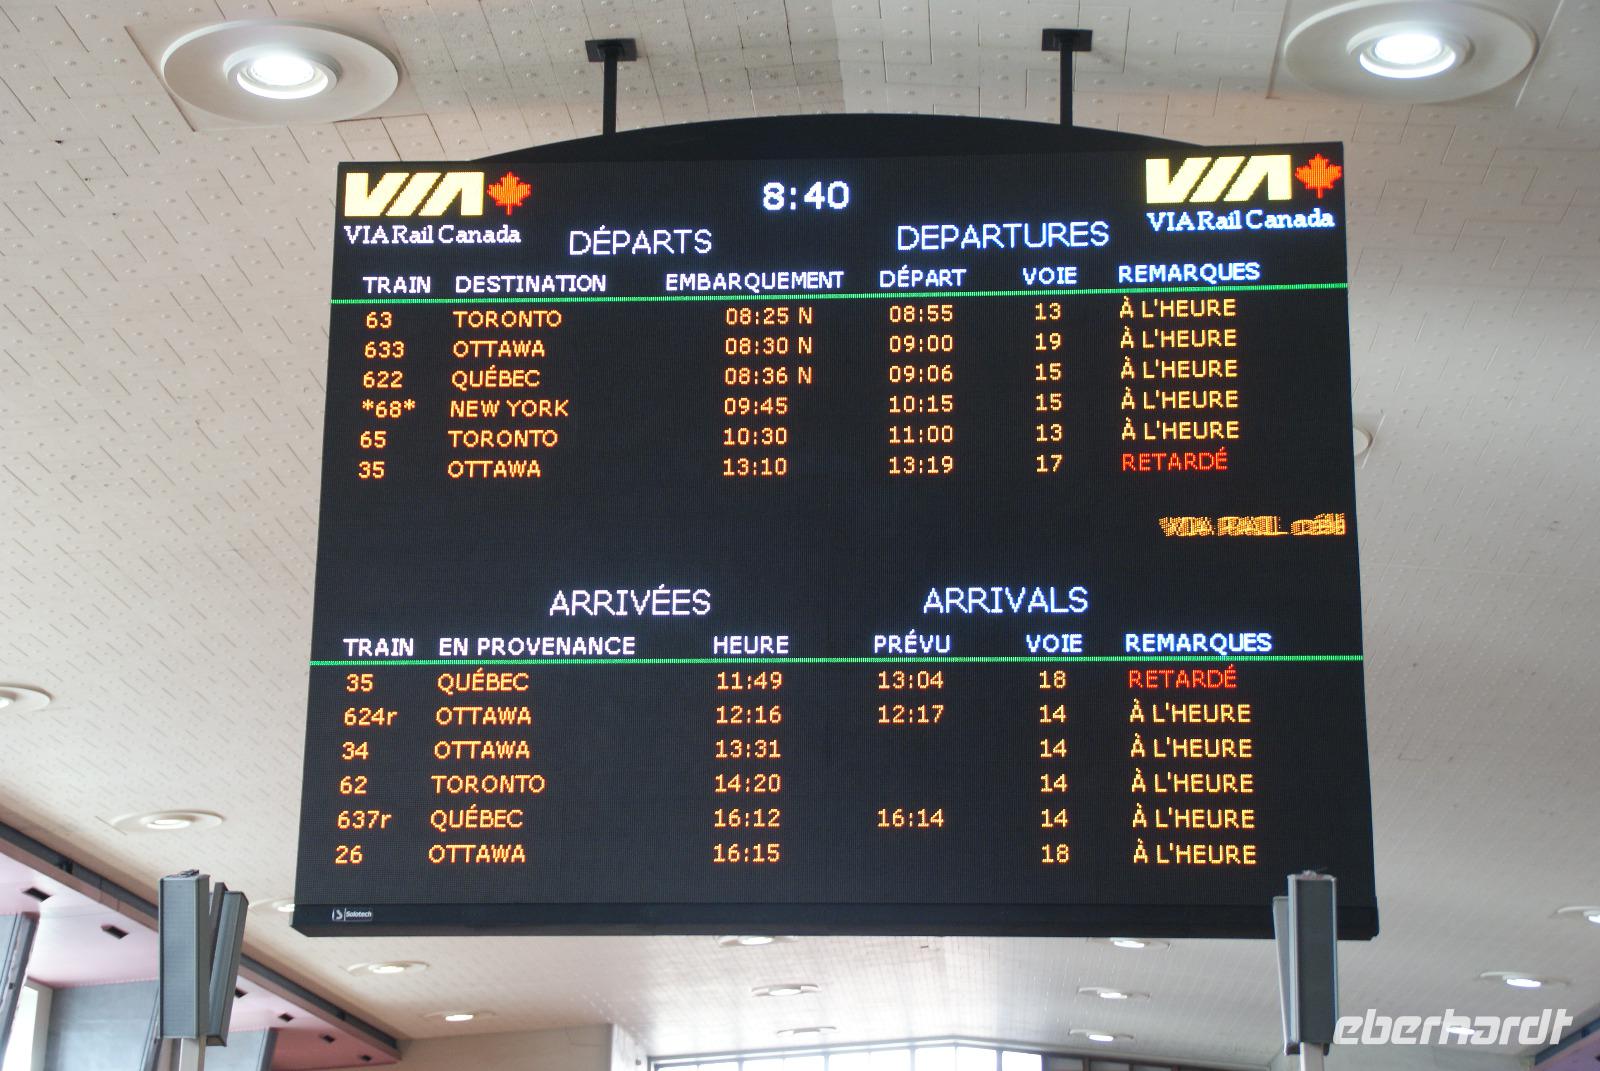 VIA VIA
8:40
VIA Rail Canada VIA Rail Canada
DÉPARTS DEPARTURES
TRAIN DESTINATION EMBARQUEMENT DÉPART VOIE REMARQUES
63 TORONTO 08:25 N 08:55 13 À L'HEURE
633 OTTAWA 08:30 N 09:00 19 À L'HEURE
622 QUÉBEC 08:36 N 09:06 15 À L'HEURE
*68* NEW YORK 09:45 10:15 15 À L'HEURE
65 TORONTO 10:30 11:00 13 À L'HEURE
35 OTTAWA 13:10 13:19 17 RETARDÉ
VIA RAIL
ARRIVÉES ARRIVALS
TRAIN EN PROVENANCE HEURE PRÉVU VOIE REMARQUES
35 QUÉBEC 11:49 13:04 18 RETARDÉ
624r OTTAWA 12:16 12:17 14 À L'HEURE
34 OTTAWA 13:31 14 À L'HEURE
62 TORONTO 14:20 14 À L'HEURE
637r QUÉBEC 16:12 16:14 14 À L'HEURE
26 OTTAWA 16:15 18 À L'HEURE
Solotech
eberhardt